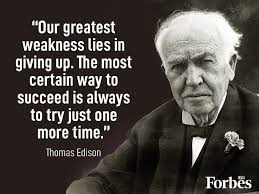 “Our greatest
weakness lies in
giving up. The most
certain way to
succeed is always
to try just one
more time.”
Thomas Edison
Forbes